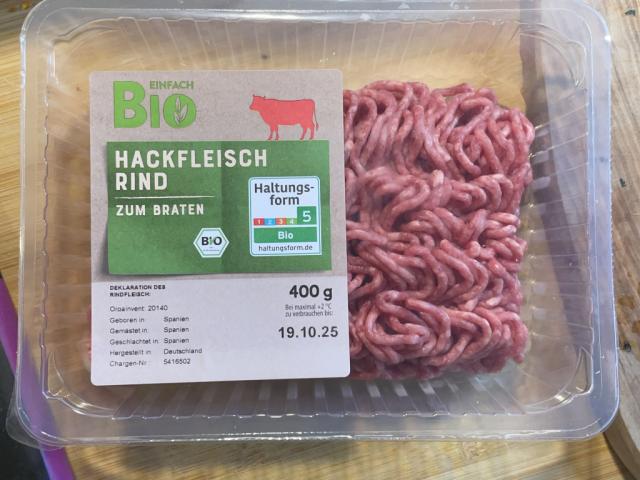 EINFACH
BIO
HACKFLEISCH
RIND
ZUM BRATEN
Haltungs-
form
1 2 3 4 5
Bio
haltungsform.de
BIO
DEKLARATION DES
RINDFLEISCH:
Orgainvent: 20140
Geboren in: Spanien
Gemästet in: Spanien
Geschlachtet in: Spanien
Hergestellt in: Deutschland
Chargen-Nr.: 5416502
400 g
Bei maximal +2 °C
zu verbrauchen bis:
19.10.25